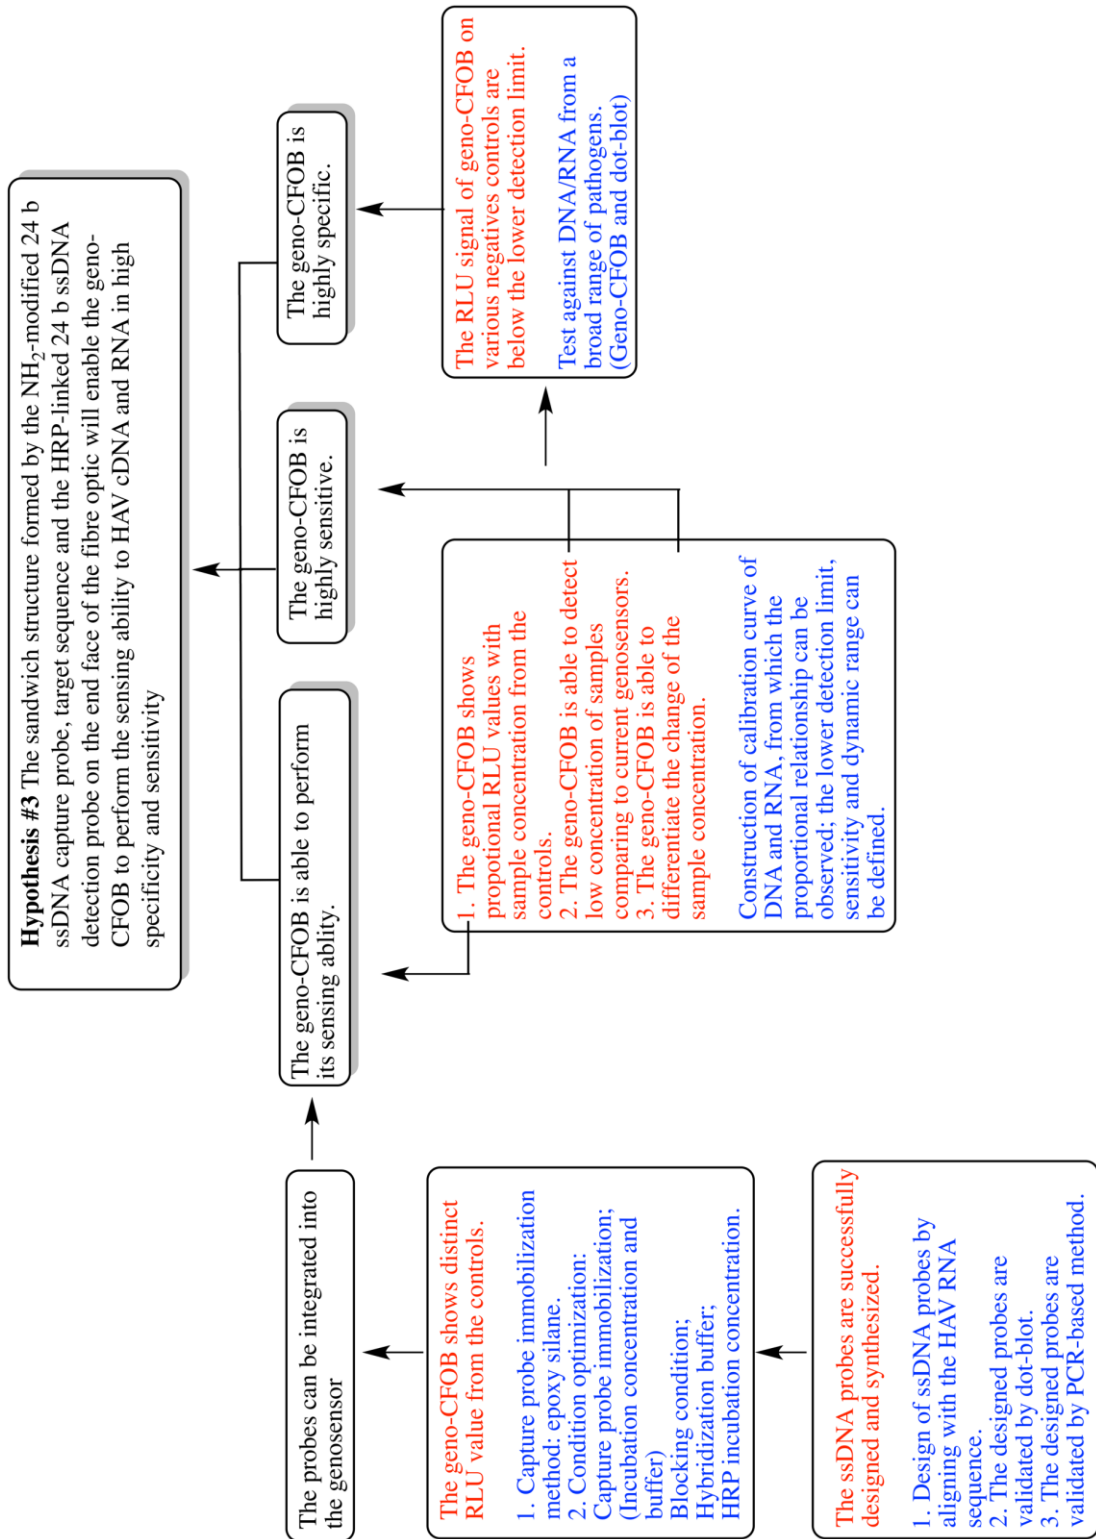 Hypothesis #3 The sandwich structure formed by the NH₂-modified 24 b
ssDNA capture probe, target sequence and the HRP-linked 24 b ssDNA
detection probe on the end face of the fibre optic will enable the geno-
CFOB to perform the sensing ability to HAV cDNA and RNA in high
specificity and sensitivity
The probes can be integrated into
the genosensor
The geno-CFOB is able to perform
its sensing ablity.
The geno-CFOB is
highly sensitive.
The geno-CFOB is
highly specific.
The geno-CFOB shows distinct
RLU value from the controls.
1. Capture probe immobilization
method: epoxy silane.
2. Condition optimization:
Capture probe immobilization;
(Incubation concentration and
buffer)
Blocking condition;
Hybridization buffer;
HRP incubation concentration.
1. The geno-CFOB shows
propotional RLU values with
sample concentration from the
controls.
2. The geno-CFOB is able to detect
low concentration of samples
comparing to current genosensors.
3. The geno-CFOB is able to
differentiate the change of the
sample concentration.
Construction of calibration curve of
DNA and RNA, from which the
proportional relationship can be
observed; the lower detection limit,
sensitivity and dynamic range can
be defined.
The RLU signal of geno-CFOB on
various negatives controls are
below the lower detection limit.
Test against DNA/RNA from a
broad range of pathogens.
(Geno-CFOB and dot-blot)
The ssDNA probes are successfully
designed and synthesized.
1. Design of ssDNA probes by
aligning with the HAV RNA
sequence.
2. The designed probes are
validated by dot-blot.
3. The designed probes are
validated by PCR-based method.